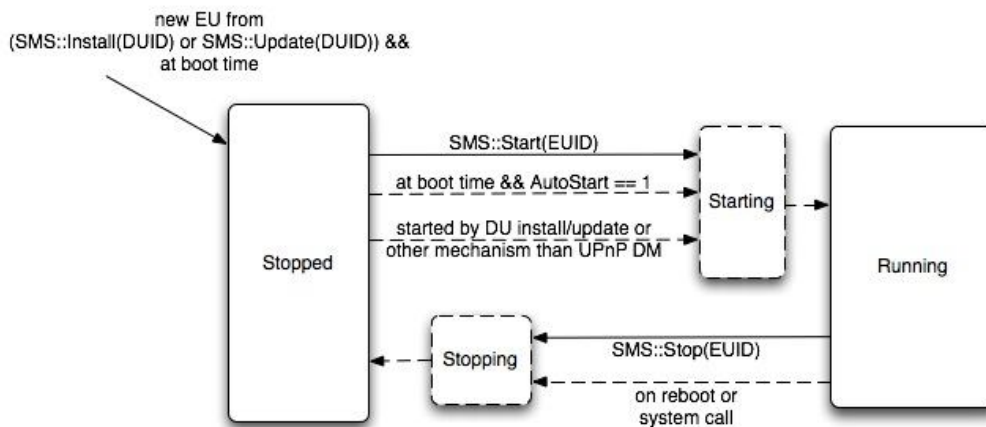 new EU from
(SMS::Install(DUID) or SMS::Update(DUID)) &&
at boot time
SMS::Start(EUID)
at boot time && AutoStart == 1
started by DU install/update or
other mechanism than UPnP DM
Starting
Stopped
Running
Stopping
SMS::Stop(EUID)
on reboot or
system call